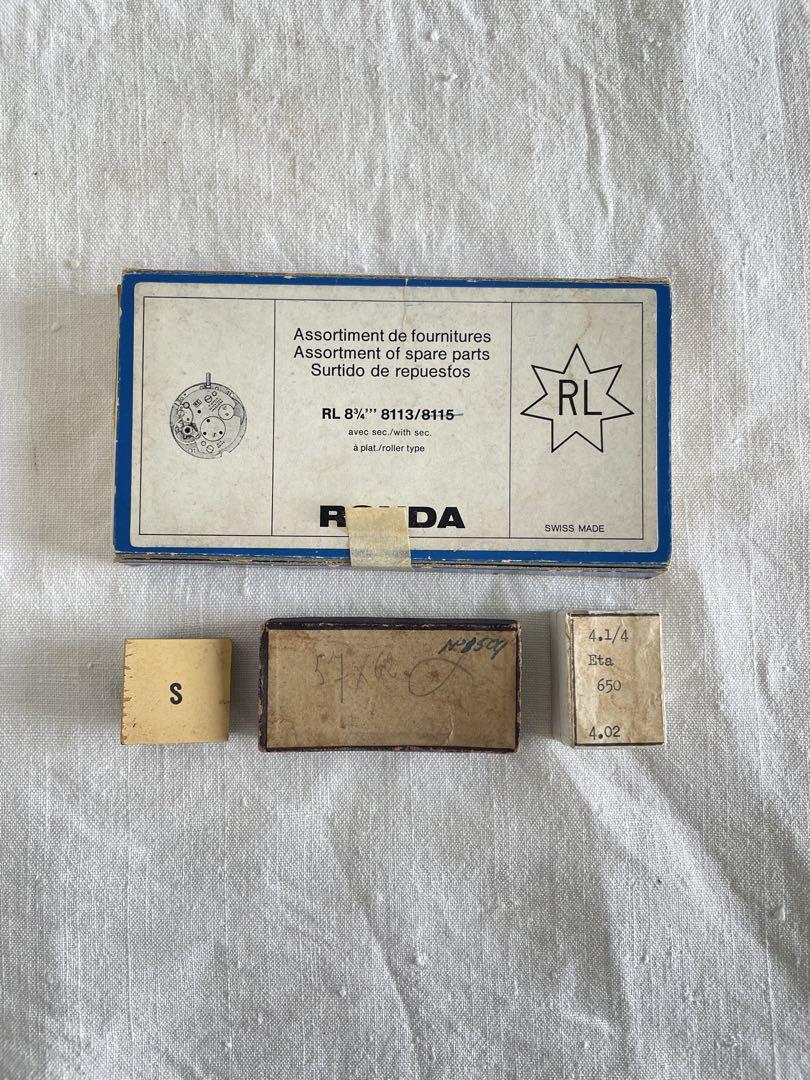 Assortiment de fournitures
Assortment of spare parts
Surtido de repuestos
RL 8¾''' 8113/8115
avec sec./with sec.
à plat./roller type
RL
SWISS MADE
S
4.1/4
Eta
650
4.02